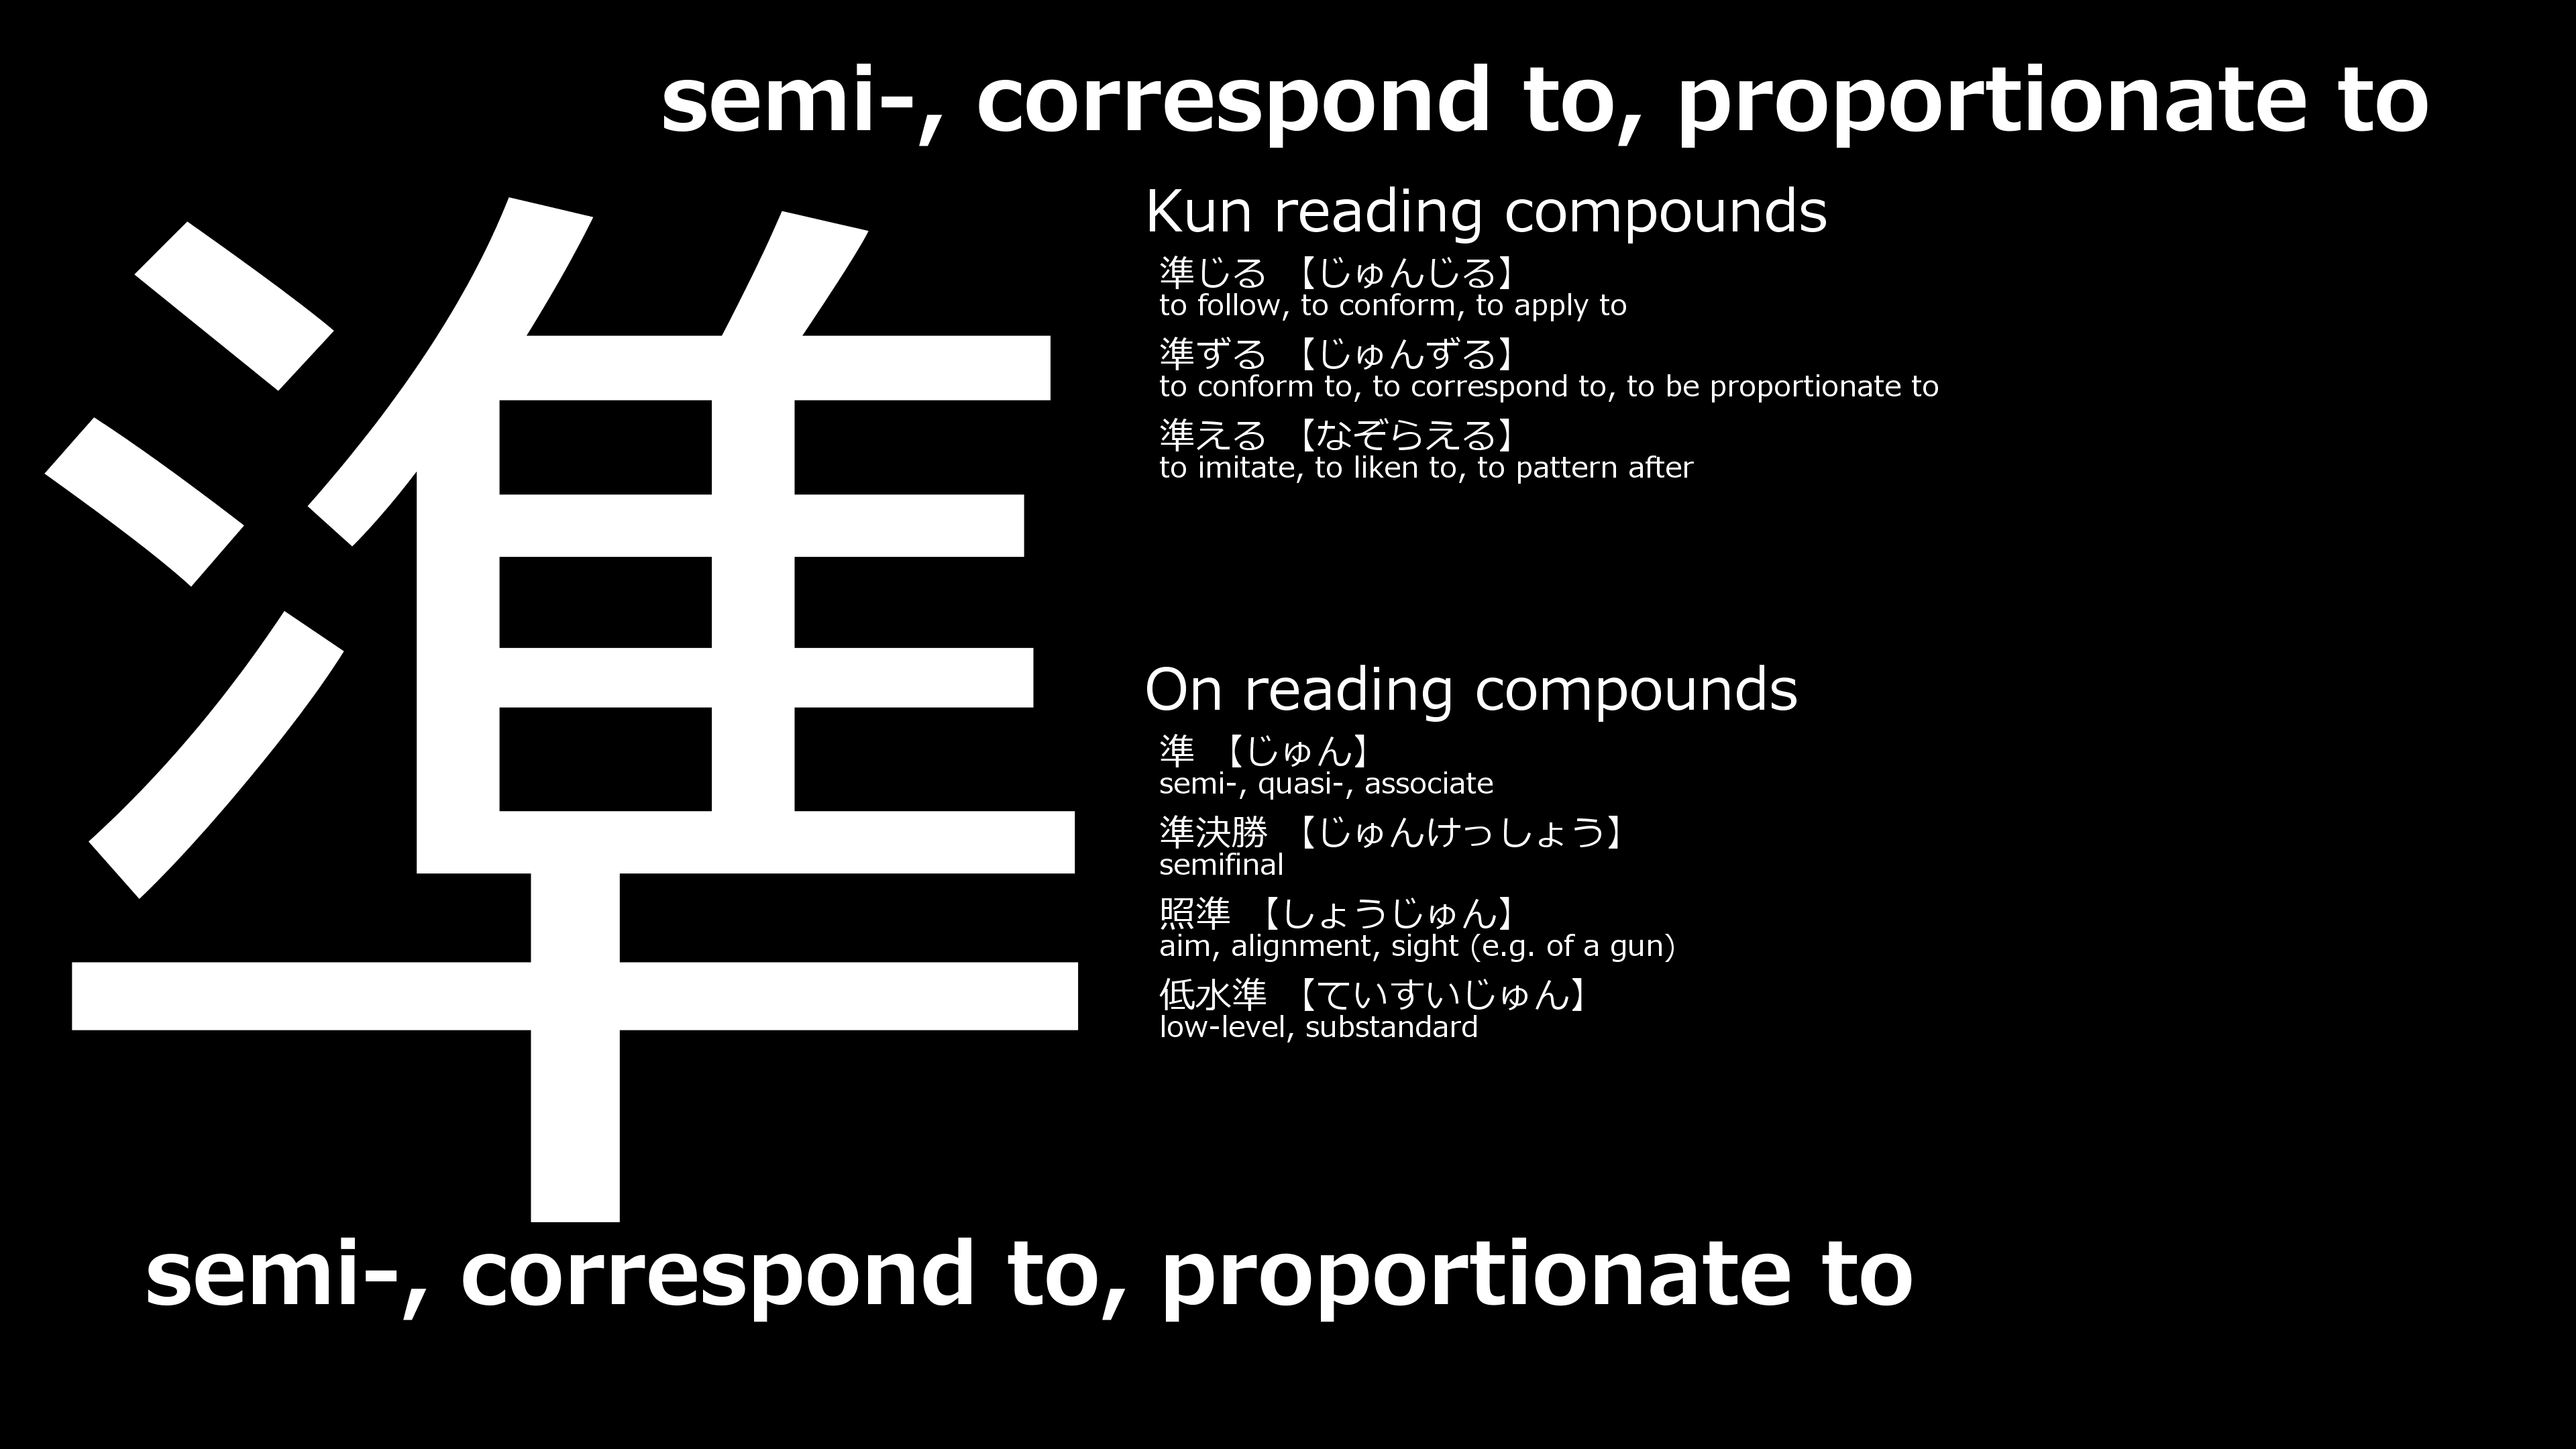 semi-, correspond to, proportionate to
準
Kun reading compounds
準じる 【じゅんじる】
to follow, to conform, to apply to
準ずる 【じゅんずる】
to conform to, to correspond to, to be proportionate to
準える 【なぞらえる】
to imitate, to liken to, to pattern after
On reading compounds
準 【じゅん】
semi-, quasi-, associate
準決勝 【じゅんけっしょう】
semifinal
照準 【しょうじゅん】
aim, alignment, sight (e.g. of a gun)
低水準 【ていすいじゅん】
low-level, substandard
semi-, correspond to, proportionate to